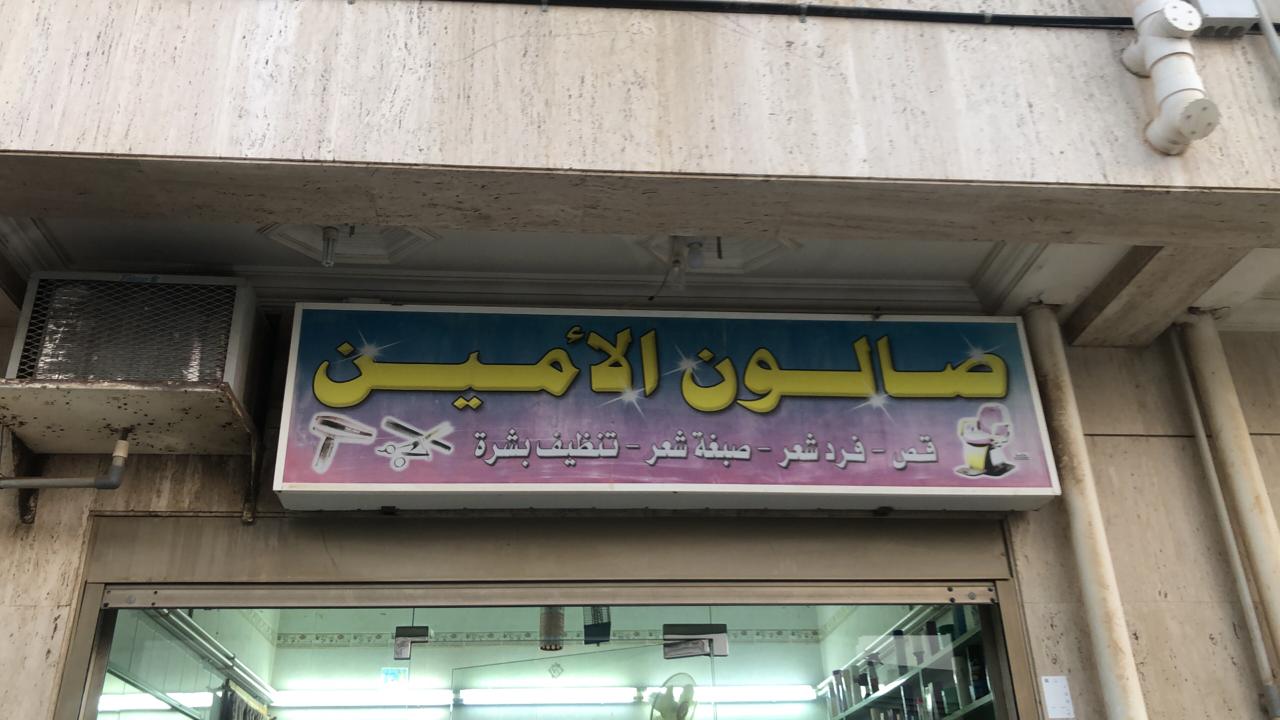 صالون الأمين
قص - فرد شعر - صبغة شعر - تنظيف بشرة